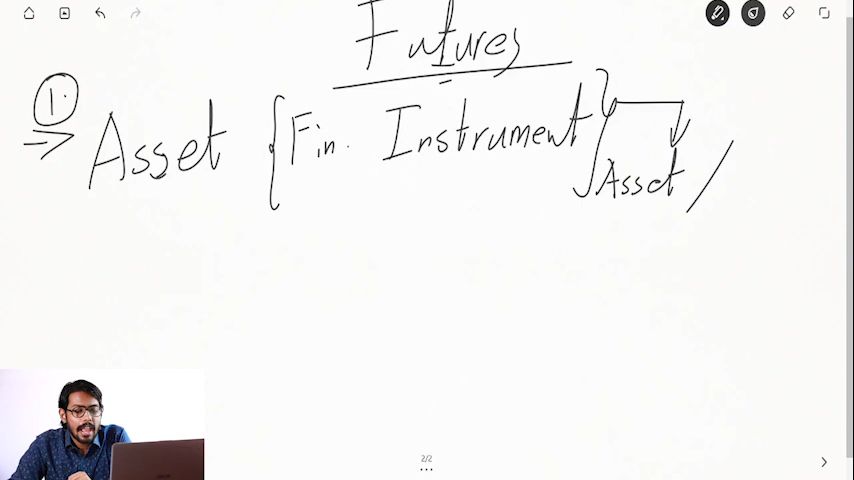 Futures
1.
Asset {Fin. Instrument}
Asset /
2/2